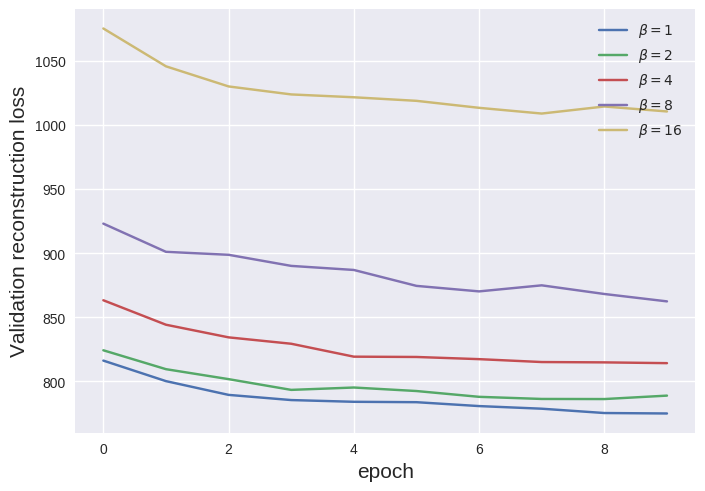 β = 1
β = 2
β = 4
β = 8
β = 16
Validation reconstruction loss
1050
1000
950
900
850
800
0 2 4 6 8
epoch